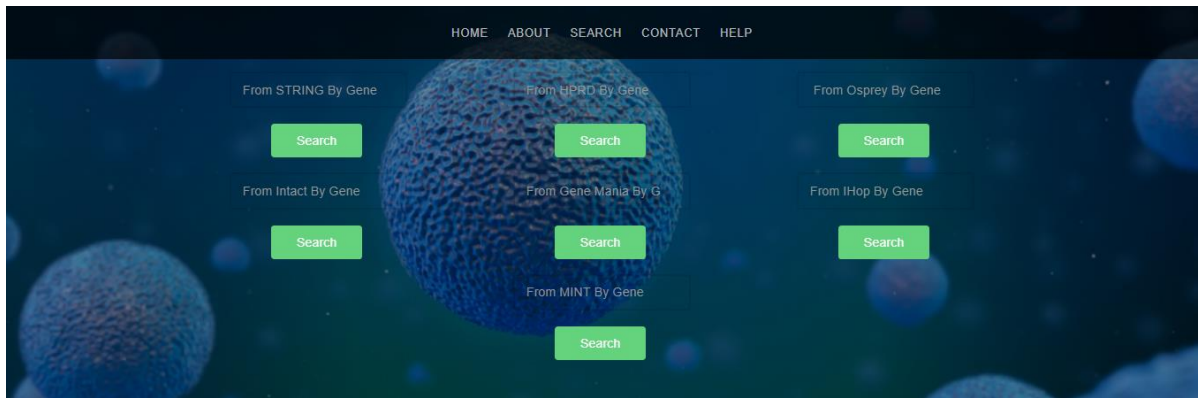 HOME ABOUT SEARCH CONTACT HELP
From STRING By Gene From HPRD By Gene From Osprey By Gene
Search Search Search
From Intact By Gene From Gene Mania By G From IHop By Gene
Search Search Search
From MINT By Gene
Search